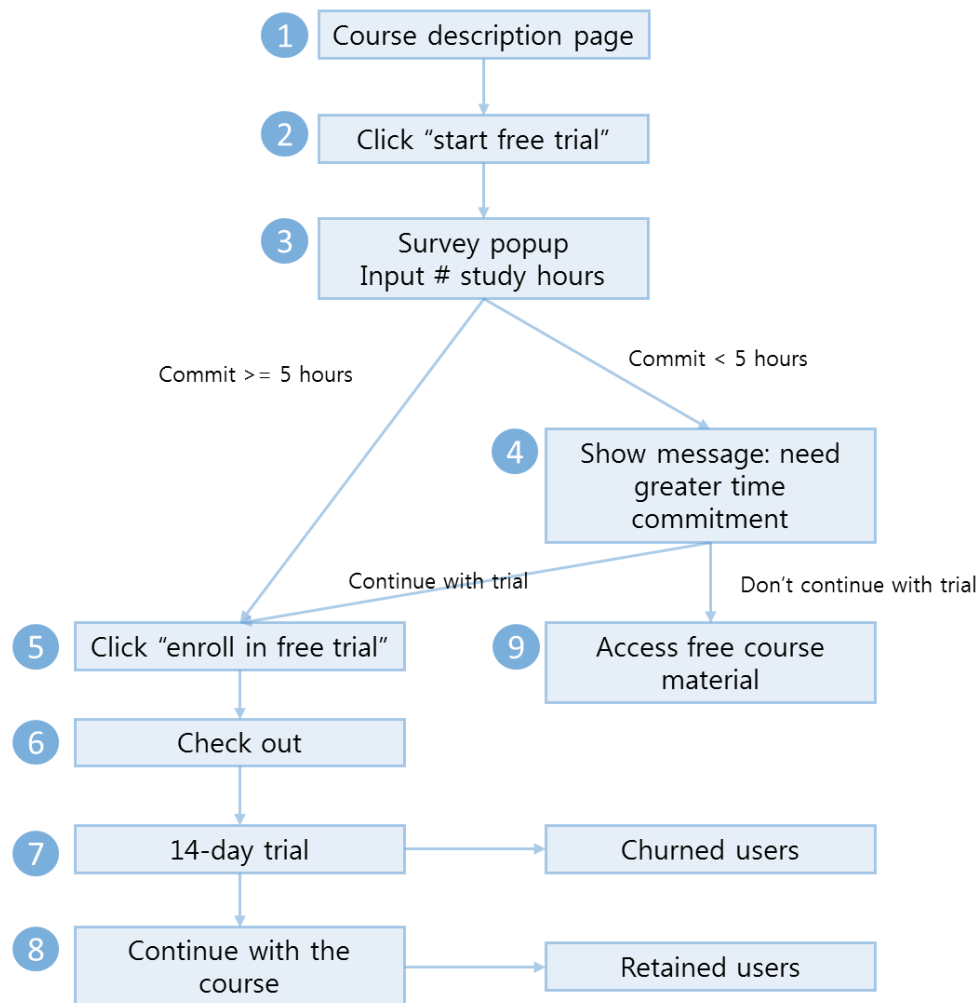 1
Course description page
2
Click “start free trial”
3
Survey popup
Input # study hours
Commit >= 5 hours
Commit < 5 hours
4
Show message: need
greater time
commitment
Continue with trial
Don’t continue with trial
5
Click “enroll in free trial”
9
Access free course
material
6
Check out
7
14-day trial
Churned users
8
Continue with the
course
Retained users